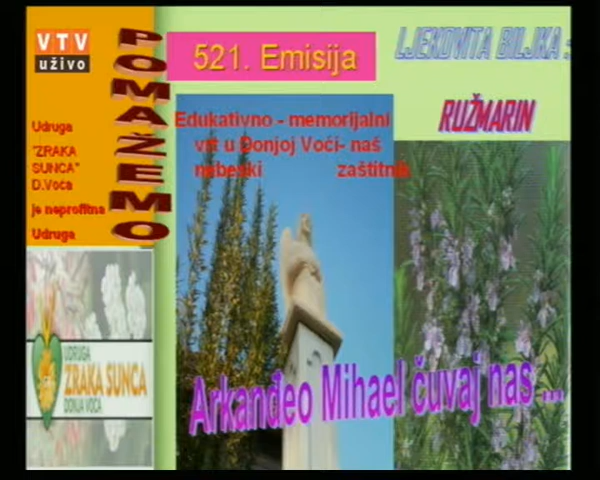 VTV
uživo
POMAŽEMO
521. Emisija
LJEKOVITA BILJKA :
RUŽMARIN
Udruga
"ZRAKA
SUNCA"
D.Voća
je neprofitna
Udruga
Edukativno - memorijalni
vrt u Donjoj Voći- naš
nebeski zaštitnik
UDRUGA
ZRAKA SUNCA
DONJA VOĆA
Arkanđeo Mihael čuvaj nas ...